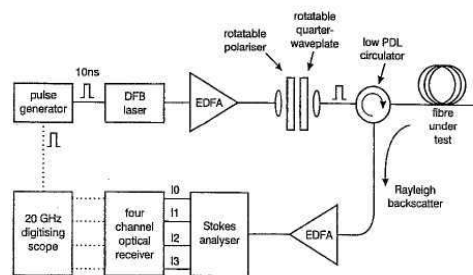 rotatable
polariser
rotatable
quarter-
waveplate
low PDL
circulator
10ns
pulse
generator
DFB
laser
EDFA
fibre
under
test
Rayleigh
backscatter
20 GHz
digitising
scope
four
channel
optical
receiver
I0
I1
I2
I3
Stokes
analyser
EDFA